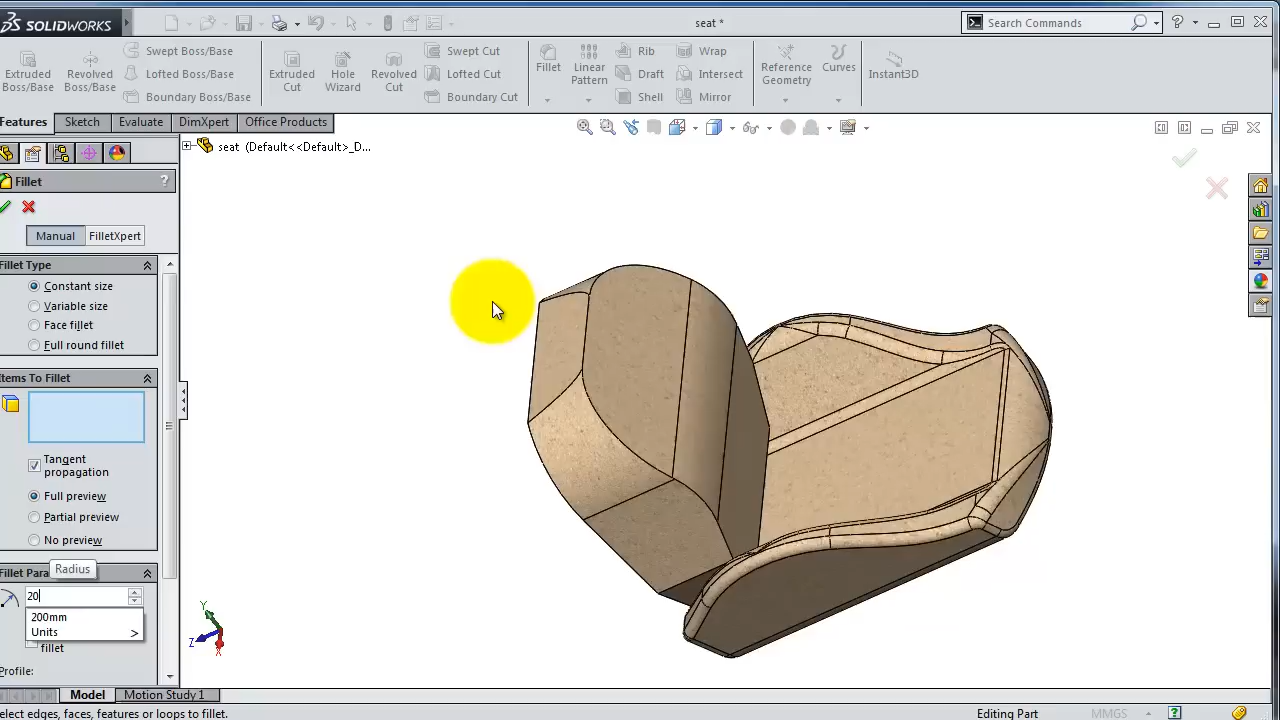 SOLIDWORKS
seat *
Search Commands
Extruded
Boss/Base
Revolved
Boss/Base
Swept Boss/Base
Lofted Boss/Base
Boundary Boss/Base
Extruded
Cut
Hole
Wizard
Revolved
Cut
Swept Cut
Lofted Cut
Boundary Cut
Fillet
Linear
Pattern
Rib
Draft
Shell
Wrap
Intersect
Mirror
Reference
Geometry
Curves
Instant3D
Features
Sketch
Evaluate
DimXpert
Office Products
seat (Default<<Default>_D...
Fillet
?
Manual
FilletXpert
Fillet Type
Constant size
Variable size
Face fillet
Full round fillet
Items To Fillet
Tangent
propagation
Full preview
Partial preview
No preview
Radius
Fillet Para
20
200mm
Units >
fillet
Profile:
Y
Z
X
Model
Motion Study 1
elect edges, faces, features or loops to fillet.
Editing Part
MMGS